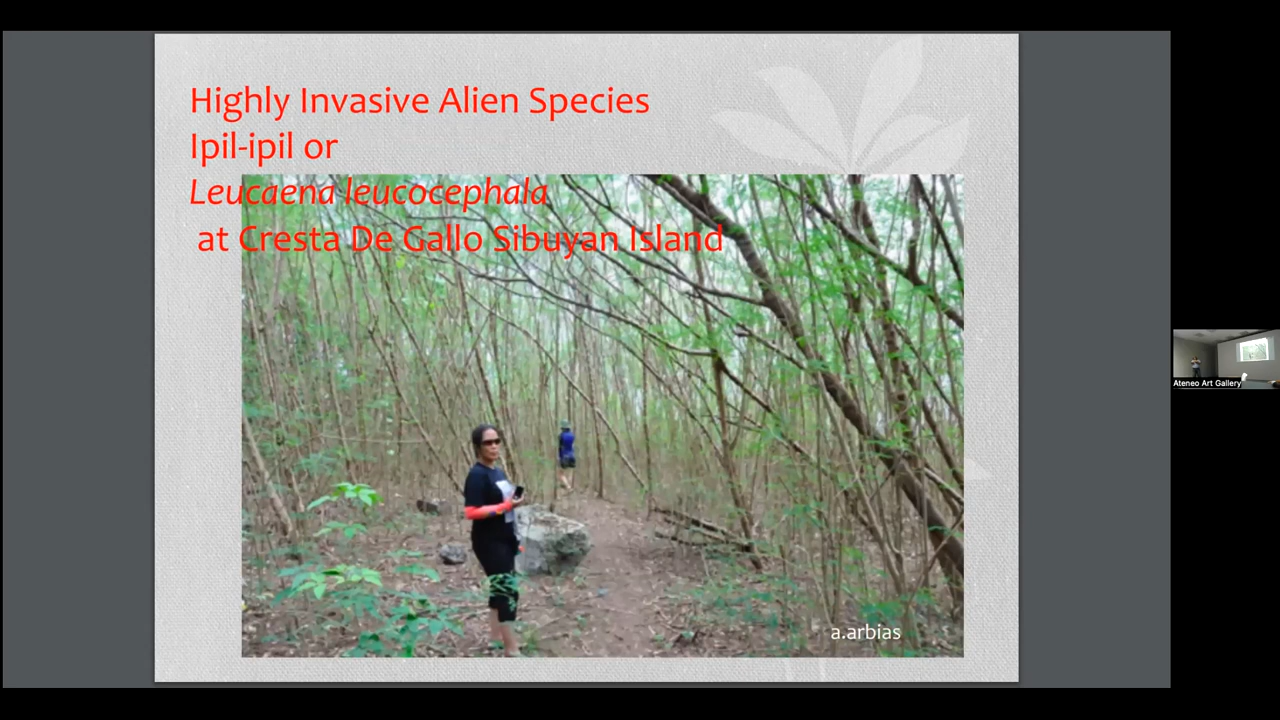 Highly Invasive Alien Species
Ipil-ipil or
Leucaena leucocephala
at Cresta De Gallo Sibuyan Island
a.arbias
Ateneo Art Gallery